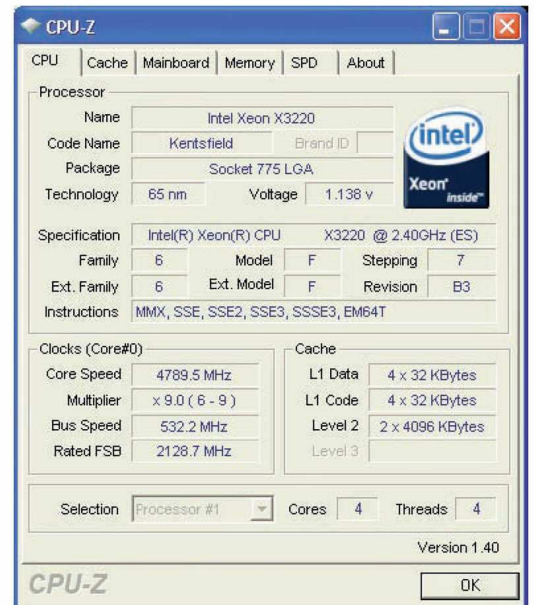 CPU-Z
CPU Cache Mainboard Memory SPD About
Processor
Name Intel Xeon X3220
Code Name Kentsfield Brand ID
Package Socket 775 LGA
Technology 65 nm Voltage 1.138 v
intel
Xeon
inside™
Specification Intel(R) Xeon(R) CPU X3220 @ 2.40GHz (ES)
Family 6 Model F Stepping 7
Ext. Family 6 Ext. Model F Revision B3
Instructions MMX, SSE, SSE2, SSE3, SSSE3, EM64T
Clocks (Core#0)
Core Speed 4789.5 MHz
Multiplier x 9.0 ( 6 - 9 )
Bus Speed 532.2 MHz
Rated FSB 2128.7 MHz
Cache
L1 Data 4 x 32 KBytes
L1 Code 4 x 32 KBytes
Level 2 2 x 4096 KBytes
Level 3
Selection Processor #1 Cores 4 Threads 4
Version 1.40
CPU-Z OK